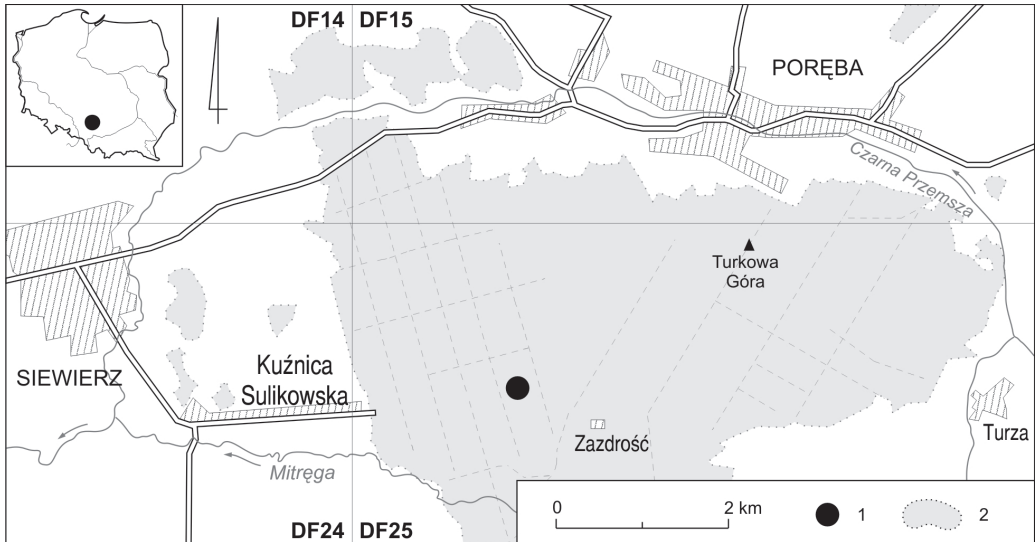 DF14 DF15
PORĘBA
Czarna Przemsza
Turkowa
Góra
Kuźnica
Sulikowska
SIEWIERZ
Zazdrość
Turza
Mitręga
DF24 DF25
0 2 km
1
2